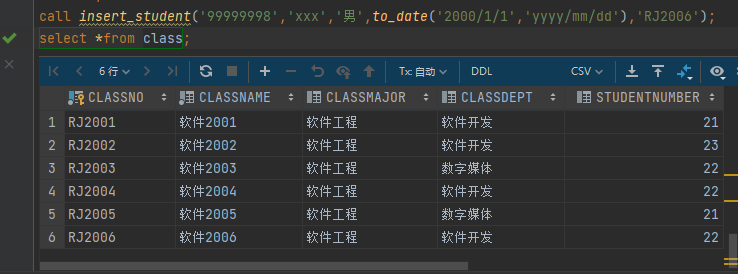 call insert_student('99999998','xxx','男',to_date('2000/1/1','yyyy/mm/dd'),'RJ2006');
select *from class;
6行 Tx: 自动 DDL CSV
CLASSNO CLASSNAME CLASSMAJOR CLASSDEPT STUDENTNUMBER
1 RJ2001 软件2001 软件工程 软件开发 21
2 RJ2002 软件2002 软件工程 软件开发 23
3 RJ2003 软件2003 软件工程 数字媒体 22
4 RJ2004 软件2004 软件工程 软件开发 22
5 RJ2005 软件2005 软件工程 数字媒体 21
6 RJ2006 软件2006 软件工程 软件开发 22